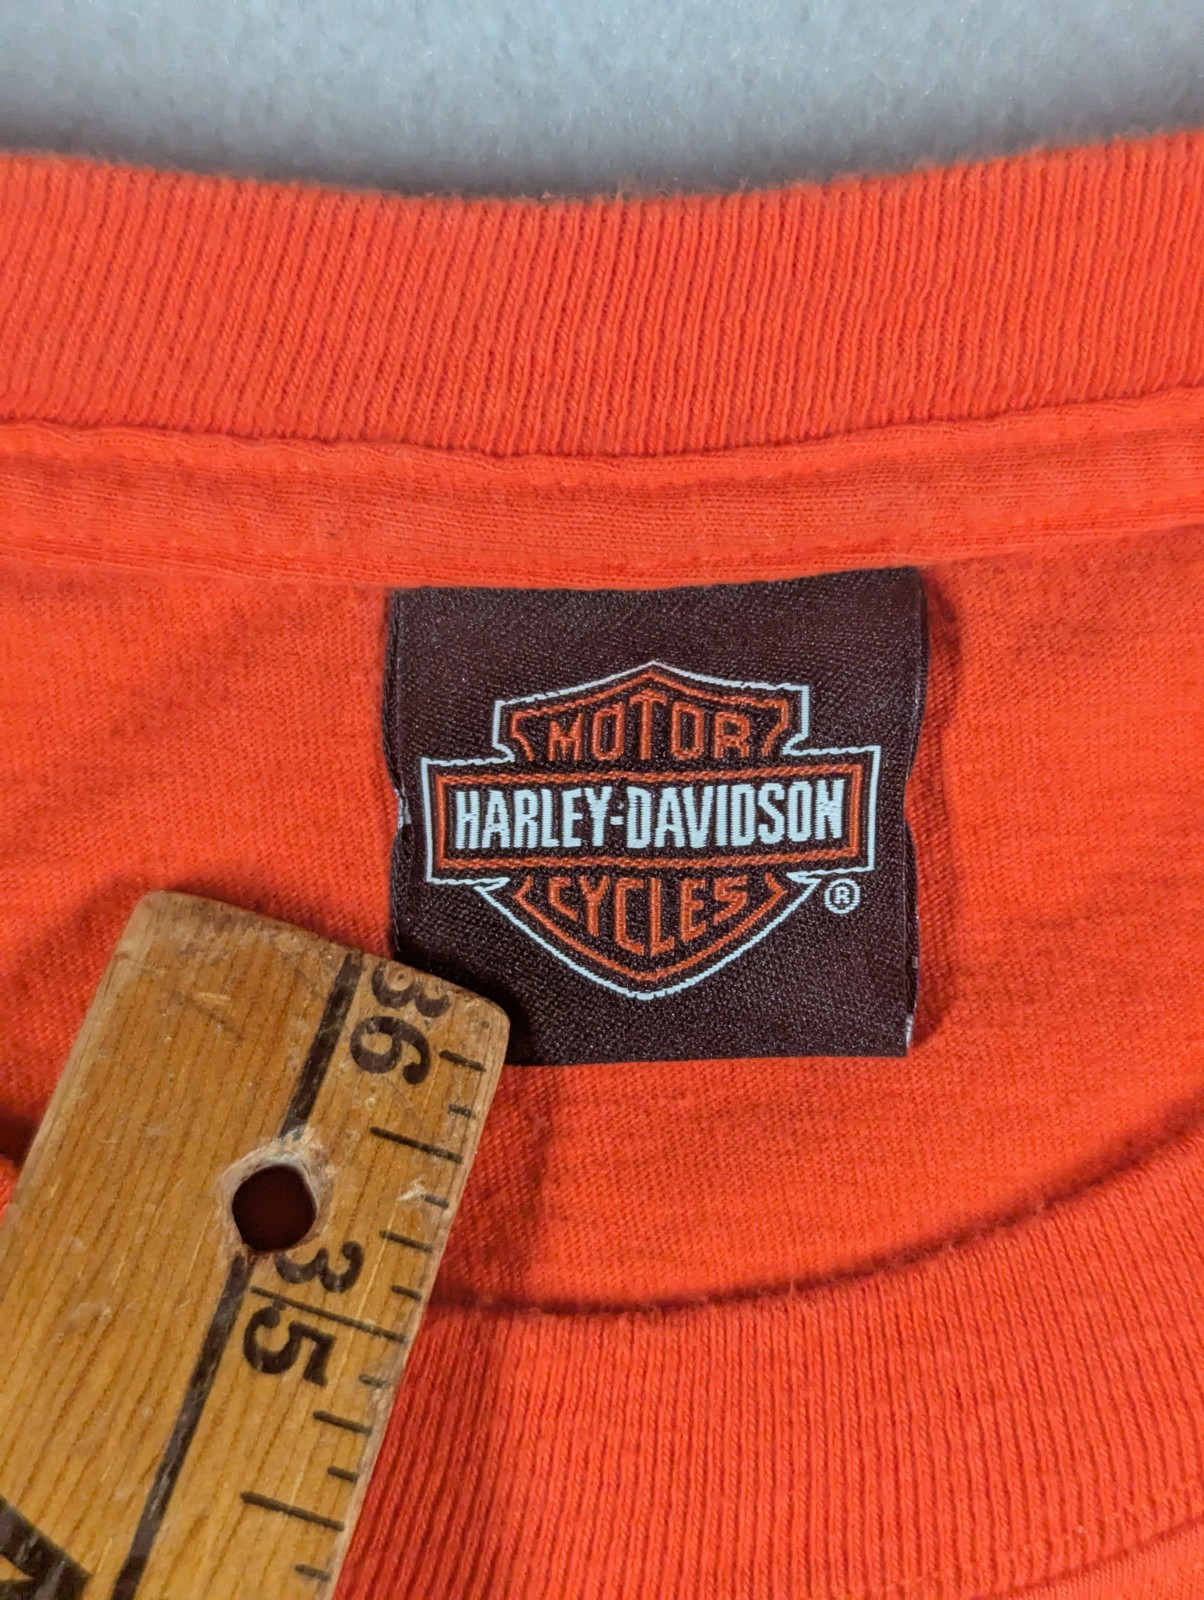 MOTOR
HARLEY-DAVIDSON
CYCLES
®
36
35